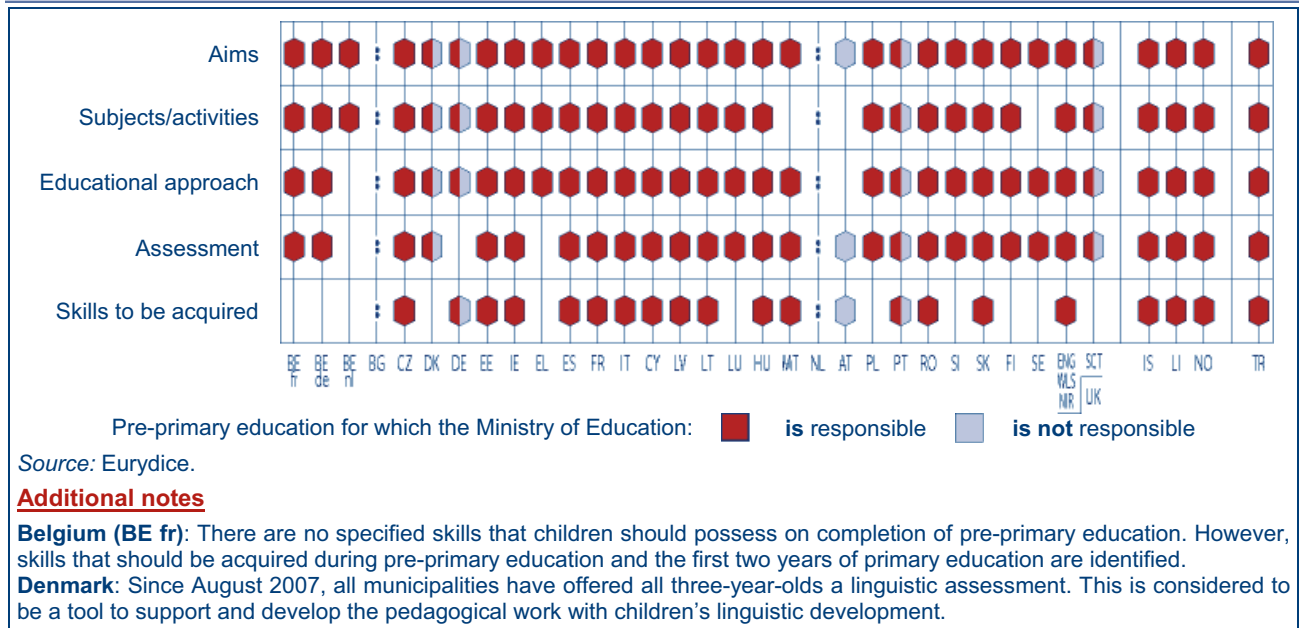 Aims
Subjects/activities
Educational approach
Assessment
Skills to be acquired
BE fr BE de BE nl BG CZ DK DE EE IE EL ES FR IT CY LV LT LU HU MT NL AT PL PT RO SI SK FI SE ENG WLS NIR SCT UK IS LI NO TR
Pre-primary education for which the Ministry of Education: is responsible is not responsible
Source: Eurydice.
Additional notes
Belgium (BE fr): There are no specified skills that children should possess on completion of pre-primary education. However,
skills that should be acquired during pre-primary education and the first two years of primary education are identified.
Denmark: Since August 2007, all municipalities have offered all three-year-olds a linguistic assessment. This is considered to
be a tool to support and develop the pedagogical work with children’s linguistic development.